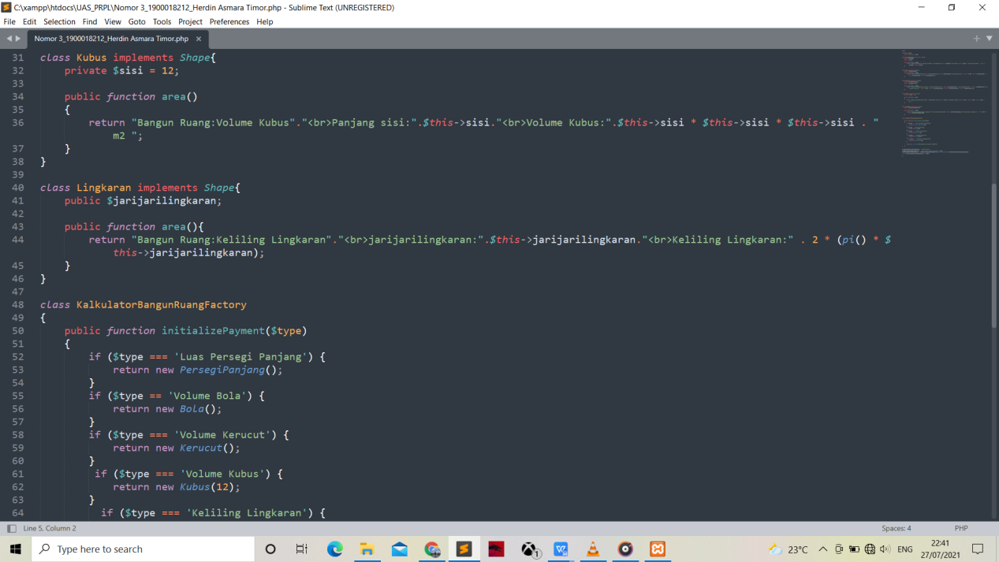 C:\xampp\htdocs\UAS_PRPL\Nomor 3_1900018212_Herdin Asmara Timor.php - Sublime Text (UNREGISTERED)
File Edit Selection Find View Goto Tools Project Preferences Help
Nomor 3_1900018212_Herdin Asmara Timor.php
31 class Kubus implements Shape{
32     private $sisi = 12;
33
34     public function area()
35     {
36         return "Bangun Ruang:Volume Kubus"."<br>Panjang sisi:".$this->sisi."<br>Volume Kubus:".$this->sisi * $this->sisi * $this->sisi . "
m2 ";
37     }
38 }
39
40 class Lingkaran implements Shape{
41     public $jarijarilingkaran;
42
43     public function area(){
44         return "Bangun Ruang:Keliling Lingkaran"."<br>jarijarilingkaran:".$this->jarijarilingkaran."<br>Keliling Lingkaran:" . 2 * (pi() * $
this->jarijarilingkaran);
45     }
46 }
47
48 class KalkulatorBangunRuangFactory
49 {
50     public function initializePayment($type)
51     {
52         if ($type === 'Luas Persegi Panjang') {
53             return new PersegiPanjang();
54         }
55         if ($type == 'Volume Bola') {
56             return new Bola();
57         }
58         if ($type === 'Volume Kerucut') {
59             return new Kerucut();
60         }
61          if ($type === 'Volume Kubus') {
62             return new Kubus(12);
63         }
64           if ($type === 'Keliling Lingkaran') {
Line 5, Column 2 Spaces: 4 PHP
Type here to search 1 23°C ENG 22:41
27/07/2021